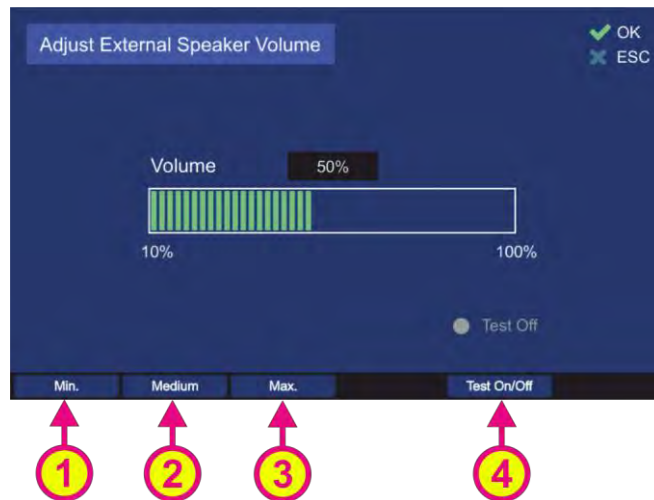 Adjust External Speaker Volume
OK
ESC
Volume 50%
10% 100%
Test Off
Min. Medium Max. Test On/Off
1 2 3 4